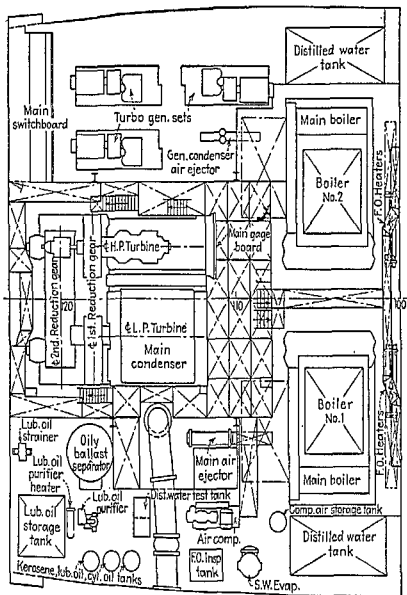 Distilled water
tank
Main
switchboard
Turbo gen. sets
Main boiler
Gen. condenser
air ejector
Boiler
No.2
F.O. Heaters
Main gage
board
℄ H.P. Turbine
℄ 2nd. Reduction gear
℄ 1st. Reduction gear
120
110
100
℄ L.P. Turbine
Main
condenser
Boiler
No.1
F.O. Heaters
Lub. oil
strainer
Oily
ballast
separator
Main air
ejector
Main boiler
Lub. oil
purifier
heater
Lub. oil
purifier
Dist. water test tank
Comp. air storage tank
Lub. oil
storage
tank
Air comp.
Distilled water
tank
F.O. insp
tank
Kerosene, lub. oil, cyl. oil tanks
S.W. Evap.